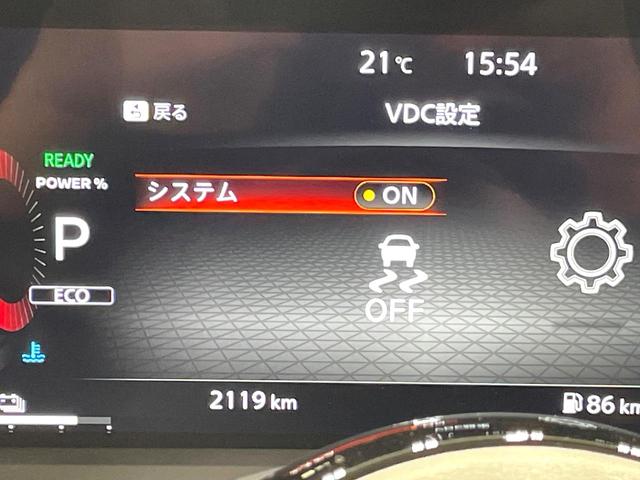 21℃ 15:54
戻る VDC設定
READY
POWER %
システム ON
P
ECO
OFF
2119 km 86 km